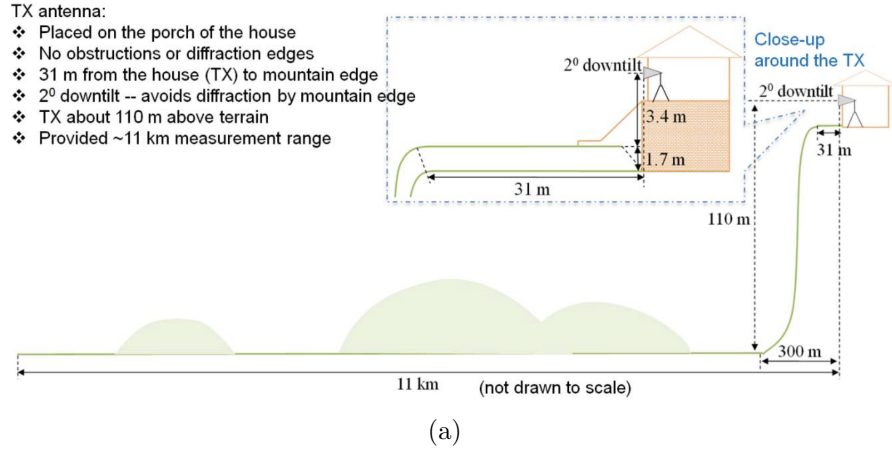 TX antenna:
❖ Placed on the porch of the house
❖ No obstructions or diffraction edges
❖ 31 m from the house (TX) to mountain edge
❖ 2⁰ downtilt -- avoids diffraction by mountain edge
❖ TX about 110 m above terrain
❖ Provided ~11 km measurement range
2⁰ downtilt
3.4 m
1.7 m
31 m
Close-up
around the TX
2⁰ downtilt
31 m
110 m
300 m
11 km
(not drawn to scale)
(a)